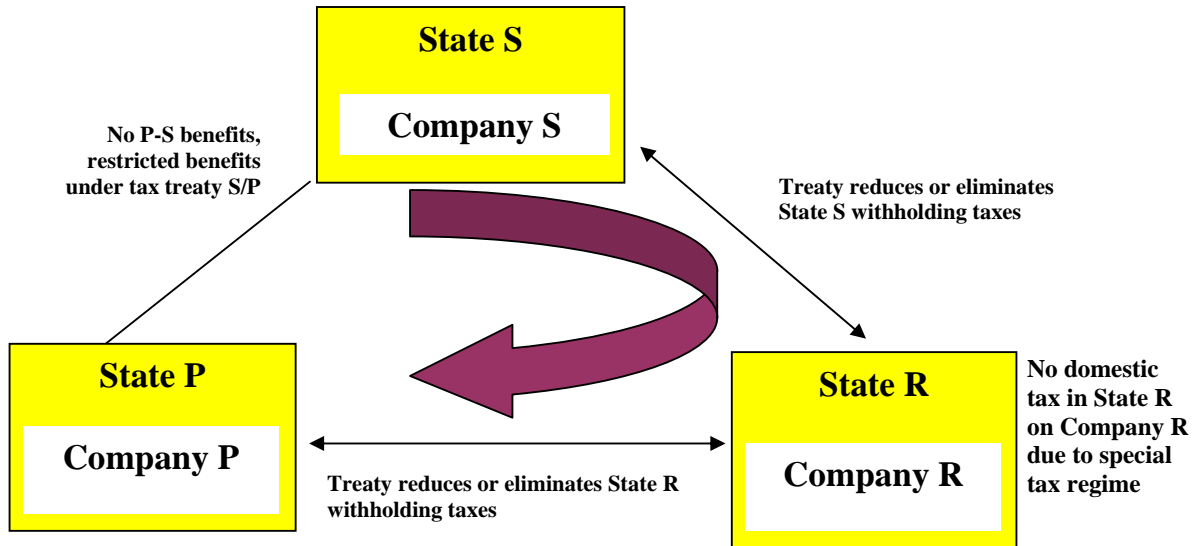 State S
Company S
No P-S benefits,
restricted benefits
under tax treaty S/P
Treaty reduces or eliminates
State S withholding taxes
State P
Company P
Treaty reduces or eliminates State R
withholding taxes
State R
Company R
No domestic
tax in State R
on Company R
due to special
tax regime